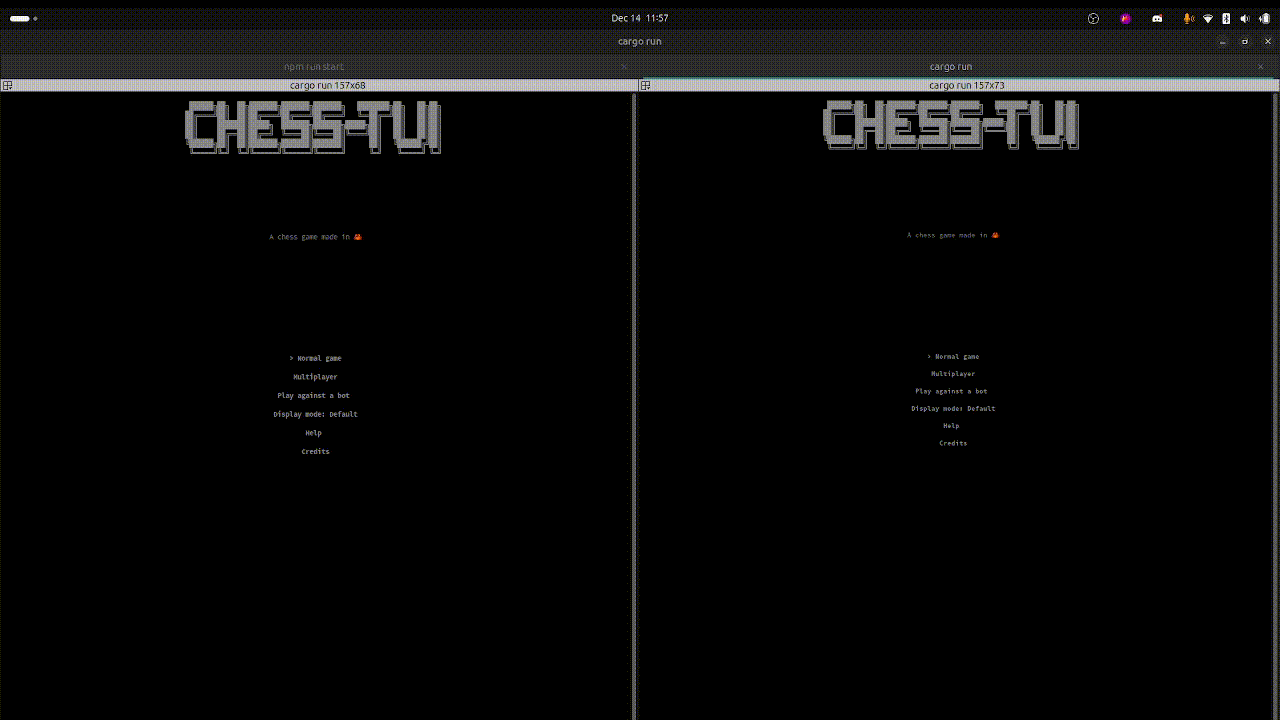 Dec 14 11:57
cargo run
npm run start
cargo run
cargo run 157x68
CHESS-TUI
A chess game made in 🦀
> Normal game
Multiplayer
Play against a bot
Display mode: Default
Help
Credits
cargo run 157x73
CHESS-TUI
A chess game made in 🦀
> Normal game
Multiplayer
Play against a bot
Display mode: Default
Help
Credits